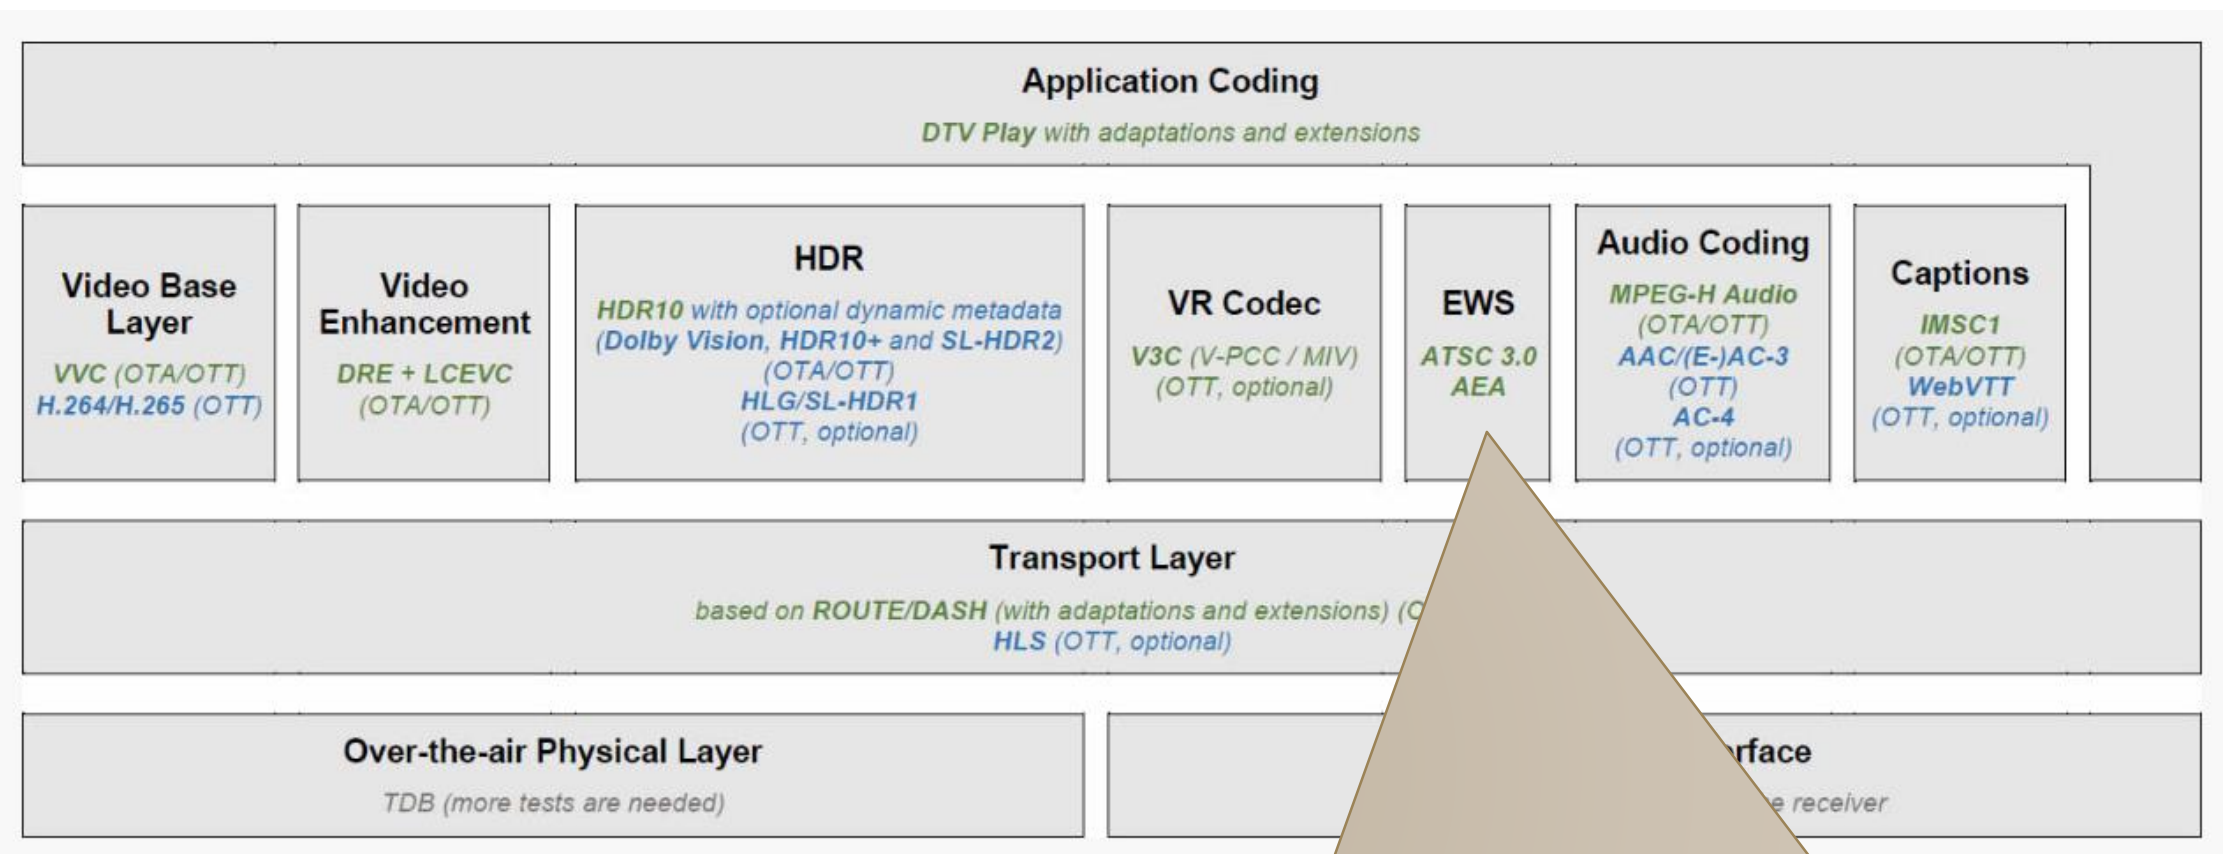 Application Coding
DTV Play with adaptations and extensions
Video Base
Layer
VVC (OTA/OTT)
H.264/H.265 (OTT)
Video
Enhancement
DRE + LCEVC
(OTA/OTT)
HDR
HDR10 with optional dynamic metadata
(Dolby Vision, HDR10+ and SL-HDR2)
(OTA/OTT)
HLG/SL-HDR1
(OTT, optional)
VR Codec
V3C (V-PCC / MIV)
(OTT, optional)
EWS
ATSC 3.0
AEA
Audio Coding
MPEG-H Audio
(OTA/OTT)
AAC/(E-)AC-3
(OTT)
AC-4
(OTT, optional)
Captions
IMSC1
(OTA/OTT)
WebVTT
(OTT, optional)
Transport Layer
based on ROUTE/DASH (with adaptations and extensions)
HLS (OTT, optional)
Over-the-air Physical Layer
TDB (more tests are needed)
receiver